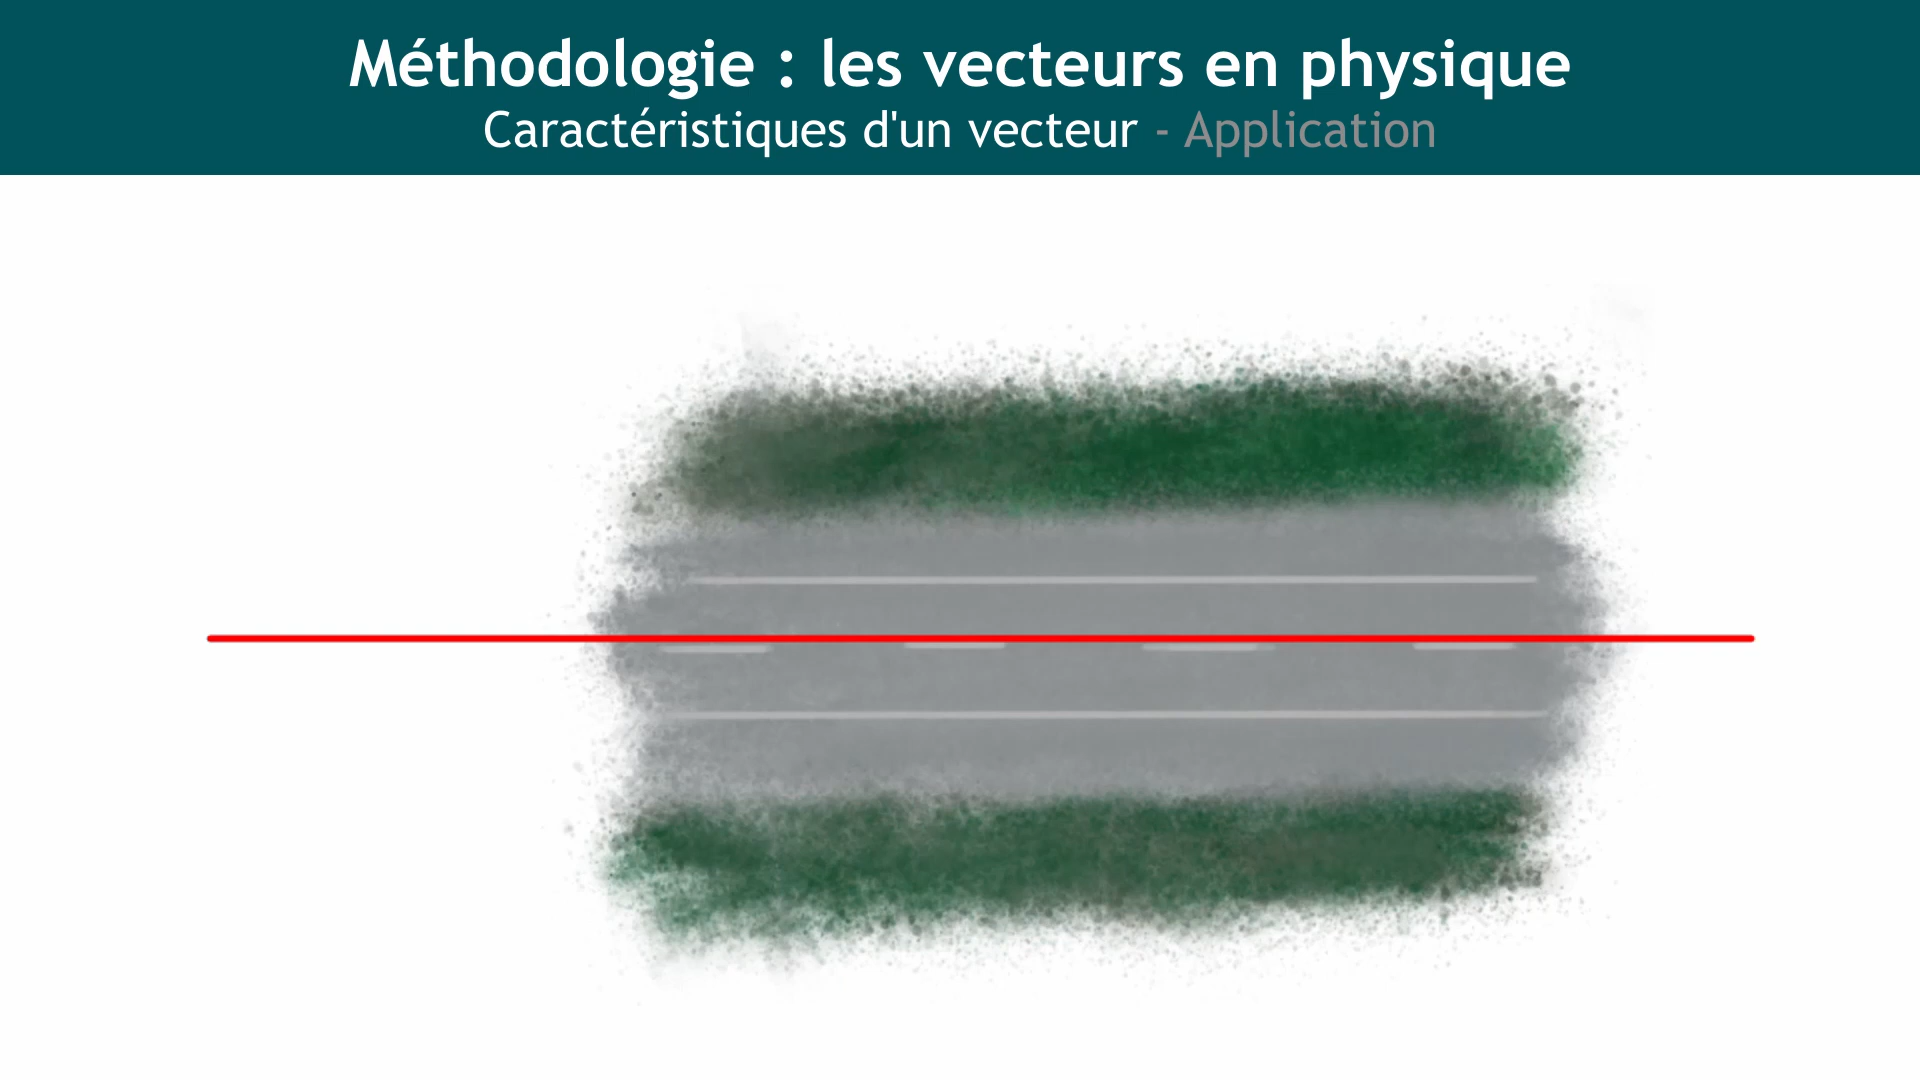 Méthodologie : les vecteurs en physique
Caractéristiques d'un vecteur - Application